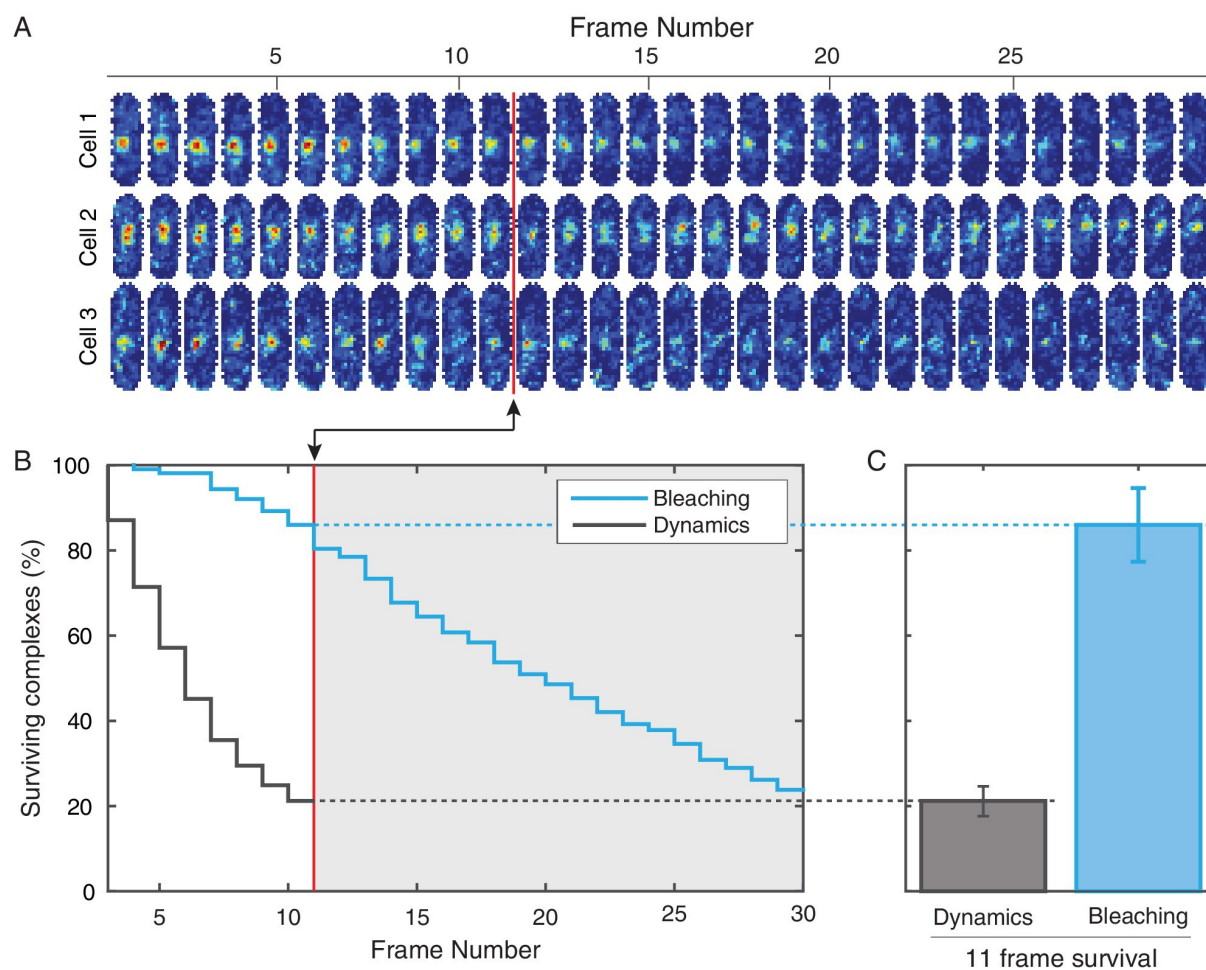 A
Frame Number
5 10 15 20 25
Cell 1
Cell 2
Cell 3
B
C
100
80
60
40
20
0
Surviving complexes (%)
Bleaching
Dynamics
5 10 15 20 25 30
Frame Number
Dynamics Bleaching
11 frame survival